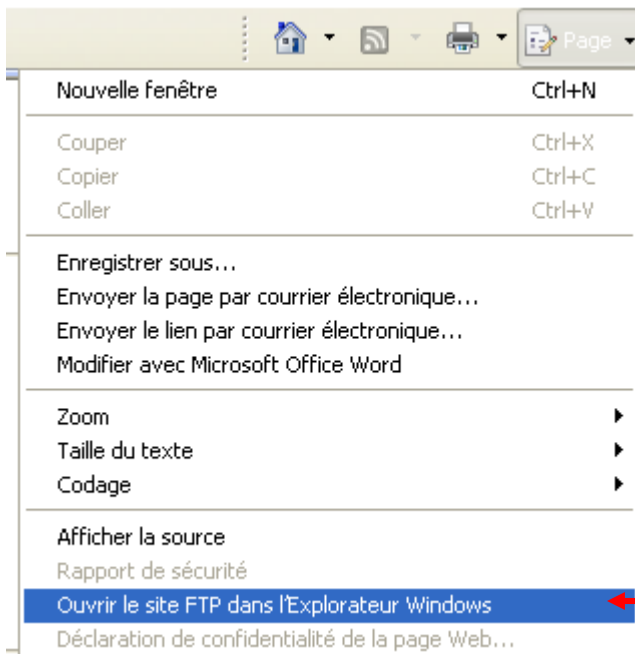 Page
Nouvelle fenêtre Ctrl+N
Couper Ctrl+X
Copier Ctrl+C
Coller Ctrl+V
Enregistrer sous...
Envoyer la page par courrier électronique...
Envoyer le lien par courrier électronique...
Modifier avec Microsoft Office Word
Zoom
Taille du texte
Codage
Afficher la source
Rapport de sécurité
Ouvrir le site FTP dans l'Explorateur Windows
Déclaration de confidentialité de la page Web...